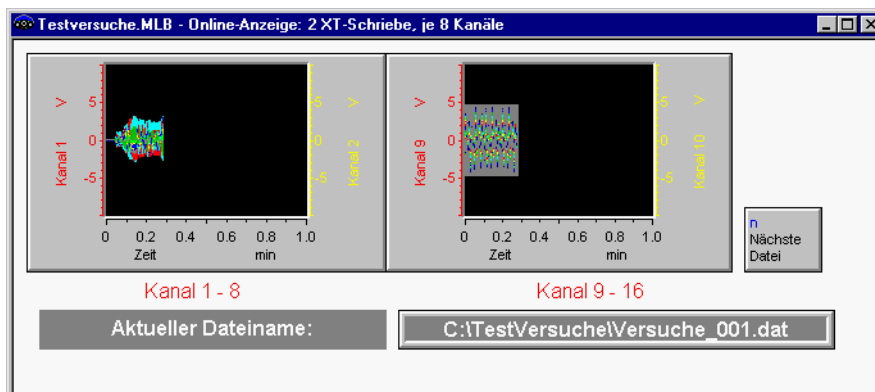 Testversuche.MLB - Online-Anzeige: 2 XT-Schriebe, je 8 Kanäle
Kanal 1 V
5
0
-5
Kanal 2 V
5
0
-5
0 0.2 0.4 0.6 0.8 1.0
Zeit min
Kanal 9 V
5
0
-5
Kanal 10 V
5
0
-5
0 0.2 0.4 0.6 0.8 1.0
Zeit min
n
Nächste
Datei
Kanal 1 - 8
Kanal 9 - 16
Aktueller Dateiname:
C:\TestVersuche\Versuche_001.dat